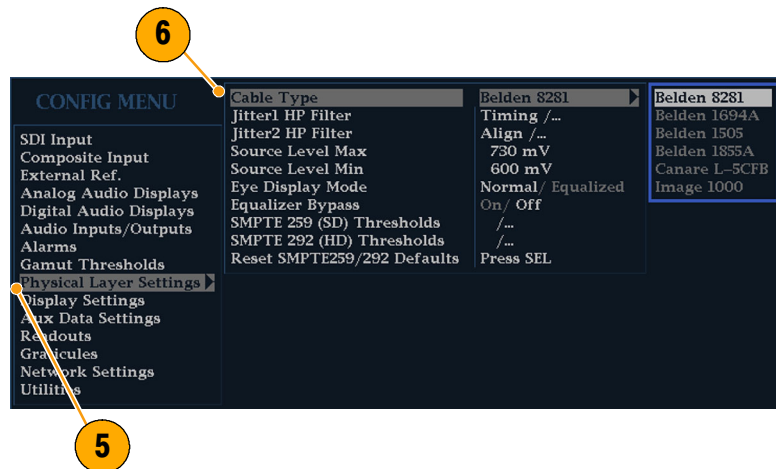 6
CONFIG MENU
SDI Input
Composite Input
External Ref.
Analog Audio Displays
Digital Audio Displays
Audio Inputs/Outputs
Alarms
Gamut Thresholds
Physical Layer Settings
Display Settings
Aux Data Settings
Readouts
Graticules
Network Settings
Utilities
Cable Type Belden 8281
Jitter1 HP Filter Timing /...
Jitter2 HP Filter Align /...
Source Level Max 730 mV
Source Level Min 600 mV
Eye Display Mode Normal/ Equalized
Equalizer Bypass On/ Off
SMPTE 259 (SD) Thresholds /...
SMPTE 292 (HD) Thresholds /...
Reset SMPTE259/292 Defaults Press SEL
Belden 8281
Belden 1694A
Belden 1505
Belden 1855A
Canare L-5CFB
Image 1000
5